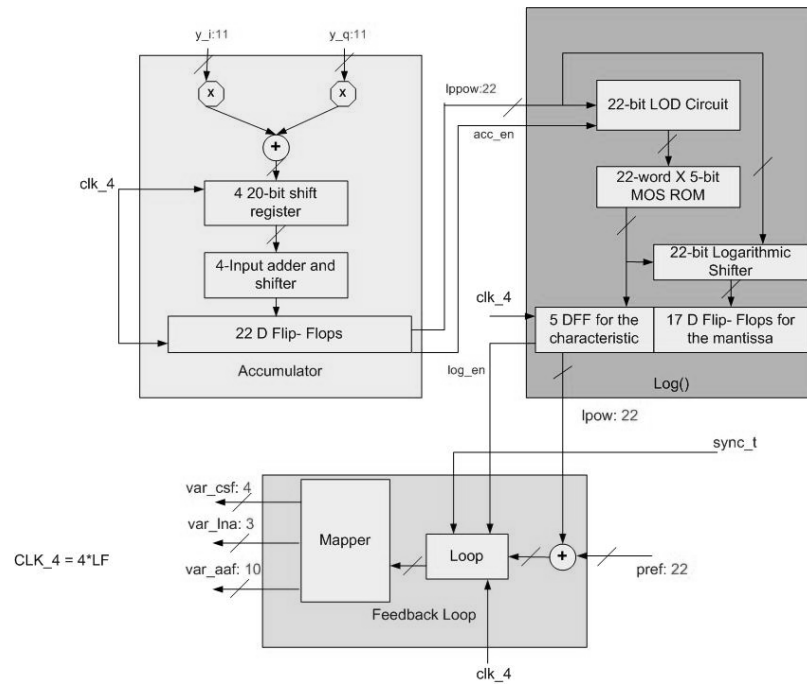 y_i:11
y_q:11
x
x
+
clk_4
4 20-bit shift
register
4-Input adder and
shifter
22 D Flip- Flops
Accumulator
lppow:22
acc_en
22-bit LOD Circuit
22-word X 5-bit
MOS ROM
22-bit Logarithmic
Shifter
clk_4
5 DFF for the
characteristic
17 D Flip- Flops for
the mantissa
Log()
log_en
lpow: 22
sync_t
var_csf: 4
var_lna: 3
var_aaf: 10
Mapper
Loop
+
pref: 22
Feedback Loop
clk_4
CLK_4 = 4*LF